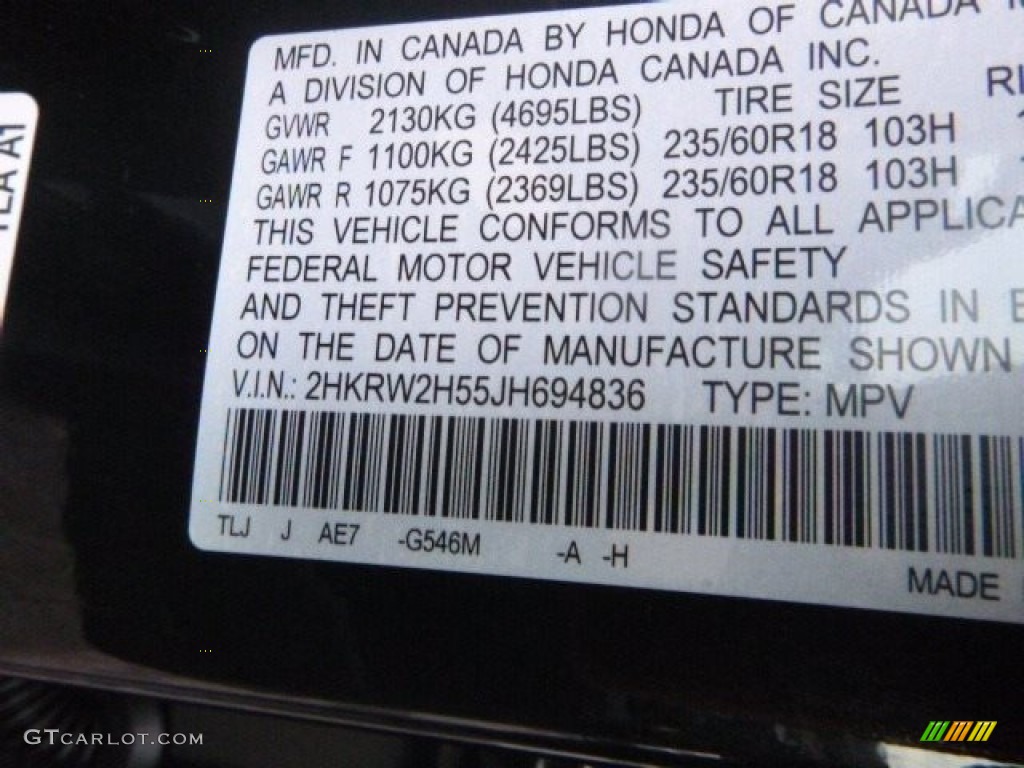 MFD. IN CANADA BY HONDA OF CANADA
A DIVISION OF HONDA CANADA INC.
GVWR 2130KG (4695LBS) TIRE SIZE
GAWR F 1100KG (2425LBS) 235/60R18 103H
GAWR R 1075KG (2369LBS) 235/60R18 103H
THIS VEHICLE CONFORMS TO ALL APPLICA
FEDERAL MOTOR VEHICLE SAFETY
AND THEFT PREVENTION STANDARDS IN E
ON THE DATE OF MANUFACTURE SHOWN
V.I.N.: 2HKRW2H55JH694836 TYPE: MPV
TLJ J AE7 -G546M -A -H
MADE
TLA A1
GTCARLOT.COM